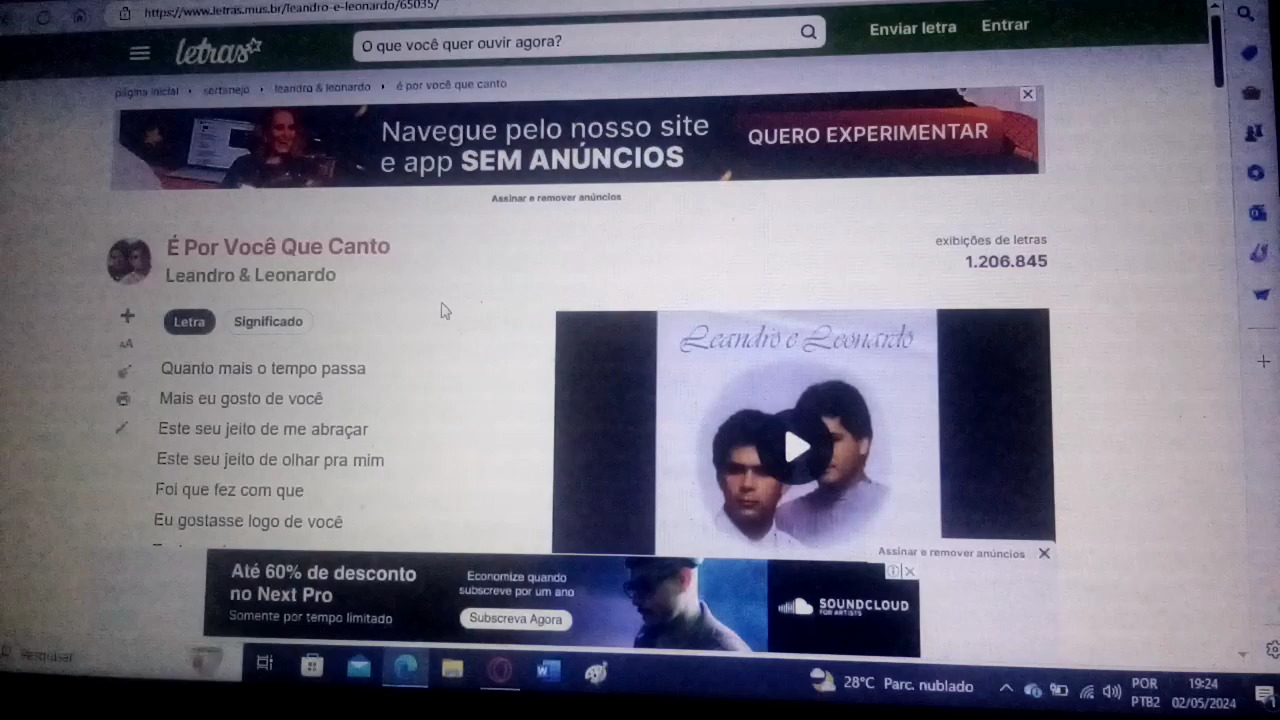 https://www.letras.mus.br/leandro-e-leonardo/65035/
letras
O que você quer ouvir agora?
Enviar letra
Entrar
página inicial
sertanejo
leandro & leonardo
é por você que canto
Navegue pelo nosso site
e app SEM ANÚNCIOS
QUERO EXPERIMENTAR
Assinar e remover anúncios
É Por Você Que Canto
Leandro & Leonardo
exibições de letras
1.206.845
Letra
Significado
AA
Quanto mais o tempo passa
Mais eu gosto de você
Este seu jeito de me abraçar
Este seu jeito de olhar pra mim
Foi que fez com que
Eu gostasse logo de você
Leandro e Leonardo
Assinar e remover anúncios
Até 60% de desconto
no Next Pro
Somente por tempo limitado
Economize quando
subscreve por um ano
Subscreva Agora
SOUNDCLOUD
FOR ARTISTS
Pesquisar
28°C Parc. nublado
POR
PTB2
19:24
02/05/2024